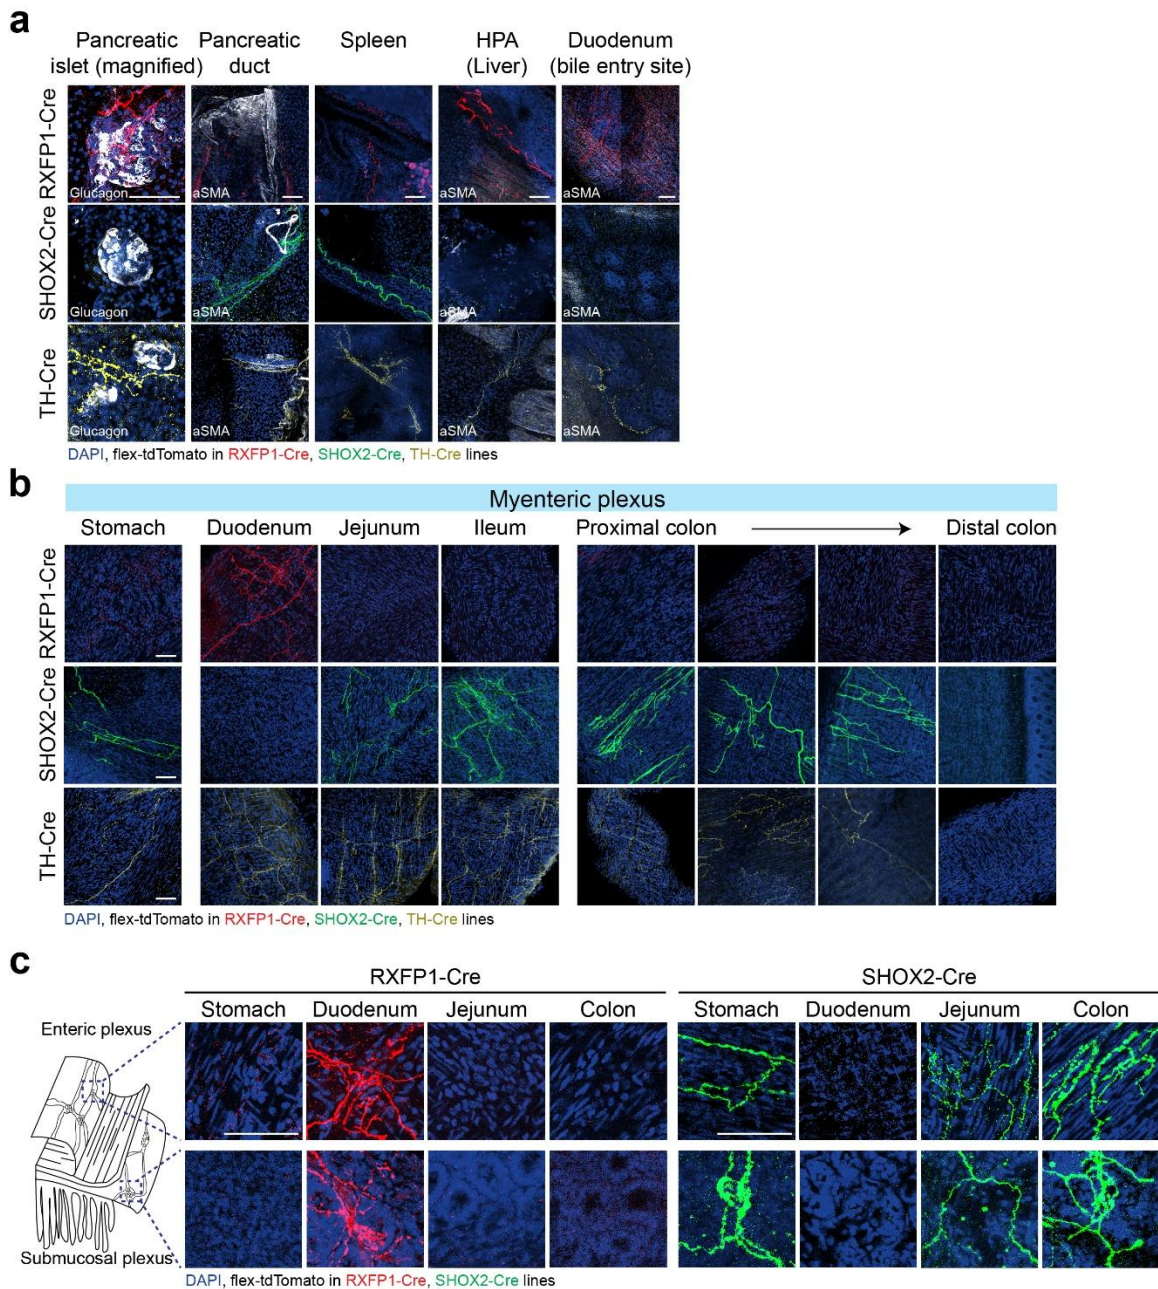 a
Pancreatic islet (magnified)
Pancreatic duct
Spleen
HPA (Liver)
Duodenum (bile entry site)
RXFP1-Cre
Glucagon
aSMA
aSMA
SHOX2-Cre
Glucagon
aSMA
aSMA
aSMA
TH-Cre
Glucagon
aSMA
aSMA
aSMA
DAPI, flex-tdTomato in RXFP1-Cre, SHOX2-Cre, TH-Cre lines
b
Myenteric plexus
Stomach
Duodenum
Jejunum
Ileum
Proximal colon
Distal colon
RXFP1-Cre
SHOX2-Cre
TH-Cre
DAPI, flex-tdTomato in RXFP1-Cre, SHOX2-Cre, TH-Cre lines
c
RXFP1-Cre
SHOX2-Cre
Stomach
Duodenum
Jejunum
Colon
Stomach
Duodenum
Jejunum
Colon
Enteric plexus
Submucosal plexus
DAPI, flex-tdTomato in RXFP1-Cre, SHOX2-Cre lines